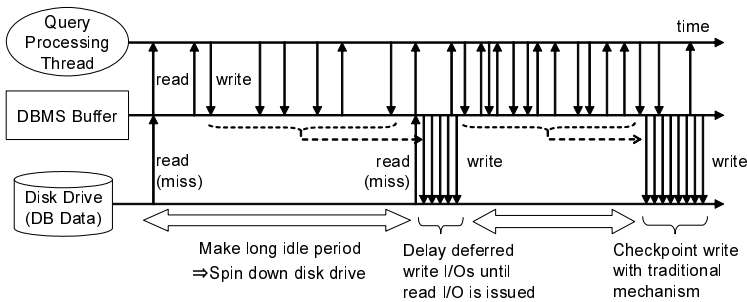 Query
Processing
Thread
time
read
write
DBMS Buffer
read
(miss)
read
(miss)
write
write
Disk Drive
(DB Data)
Make long idle period
⇒Spin down disk drive
Delay deferred
write I/Os until
read I/O is issued
Checkpoint write
with traditional
mechanism